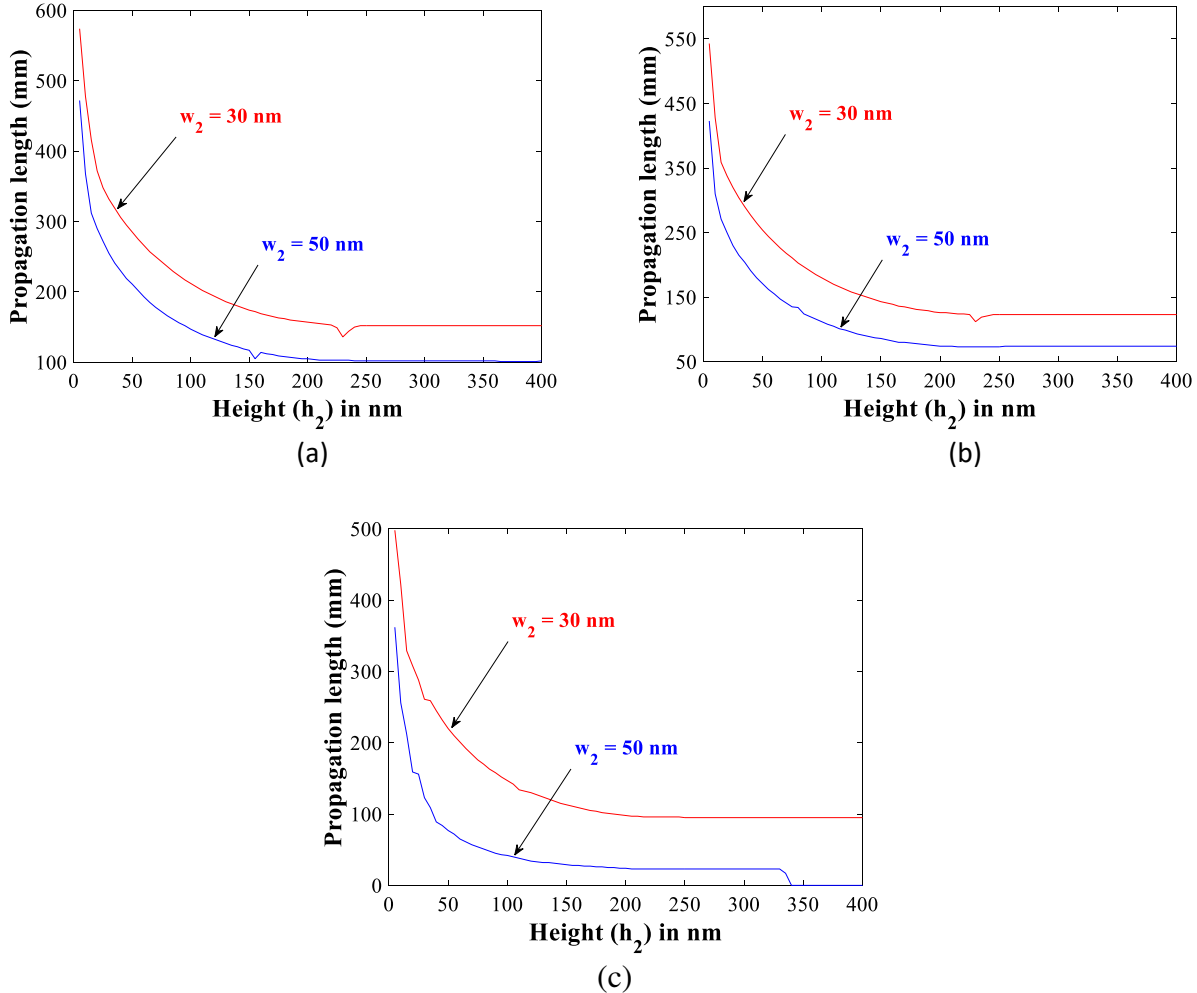 600
500
400
300
200
100
Propagation length (mm)
w2 = 30 nm
w2 = 50 nm
0 50 100 150 200 250 300 350 400
Height (h2) in nm
(a)
550
450
350
250
150
50
Propagation length (mm)
w2 = 30 nm
w2 = 50 nm
0 50 100 150 200 250 300 350 400
Height (h2) in nm
(b)
500
400
300
200
100
0
Propagation length (mm)
w2 = 30 nm
w2 = 50 nm
0 50 100 150 200 250 300 350 400
Height (h2) in nm
(c)